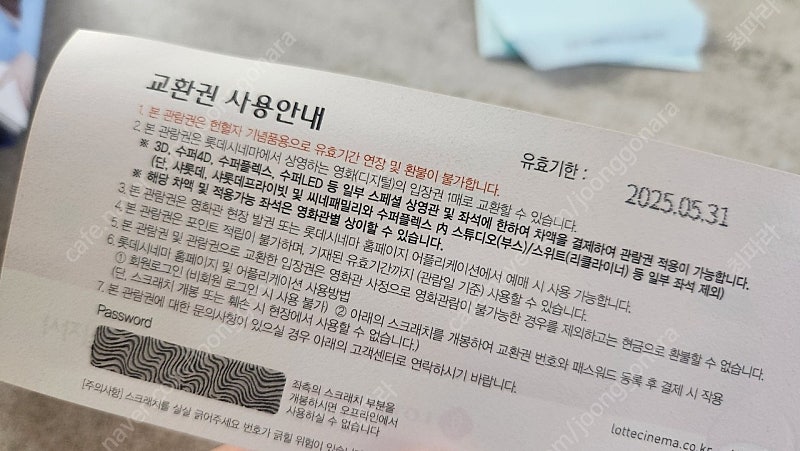 교환권 사용안내
유효기한 : 2025.05.31
1. 본 관람권은 헌혈자 기념품용으로 유효기간 연장 및 환불이 불가합니다.
2. 본 관람권은 롯데시네마에서 상영하는 영화(디지털)의 입장권 1매로 교환할 수 있습니다.
※ 3D, 수퍼4D, 수퍼플렉스, 수퍼LED 등 일부 스페셜 상영관 및 좌석에 한하여 차액을 결제하여 관람권 적용이 가능합니다.
(단, 샤롯데, 샤롯데프라이빗 및 씨네패밀리와 수퍼플렉스 內 스튜디오(부스)/스위트(리클라이너) 등 일부 좌석 제외)
※ 해당 차액 및 적용가능 좌석은 영화관별 상이할 수 있습니다.
3. 본 관람권은 영화관 현장 발권 또는 롯데시네마 홈페이지 어플리케이션에서 예매 시 사용 가능합니다.
4. 본 관람권은 포인트 적립이 불가하며, 기재된 유효기간까지 (관람일 기준) 사용할 수 있습니다.
5. 본 관람권 및 관람권으로 교환한 입장권은 영화관 사정으로 영화관람이 불가능한 경우를 제외하고는 현금으로 환불할 수 없습니다.
6. 롯데시네마 홈페이지 및 어플리케이션 사용방법
① 회원로그인 (비회원 로그인 시 사용 불가) ② 아래의 스크래치를 개봉하여 교환권 번호와 패스워드 등록 후 결제 시 적용
(단, 스크래치 개봉 또는 훼손 시 현장에서 사용할 수 없습니다.)
7. 본 관람권에 대한 문의사항이 있으실 경우 아래의 고객센터로 연락하시기 바랍니다.
Password
좌측의 스크래치 부분을
개봉하시면 오프라인에서
사용하실 수 없습니다
[주의사항] 스크래치를 살살 긁어주세요 번호가 긁힐 위험이 있습
lottecinema.co.kr